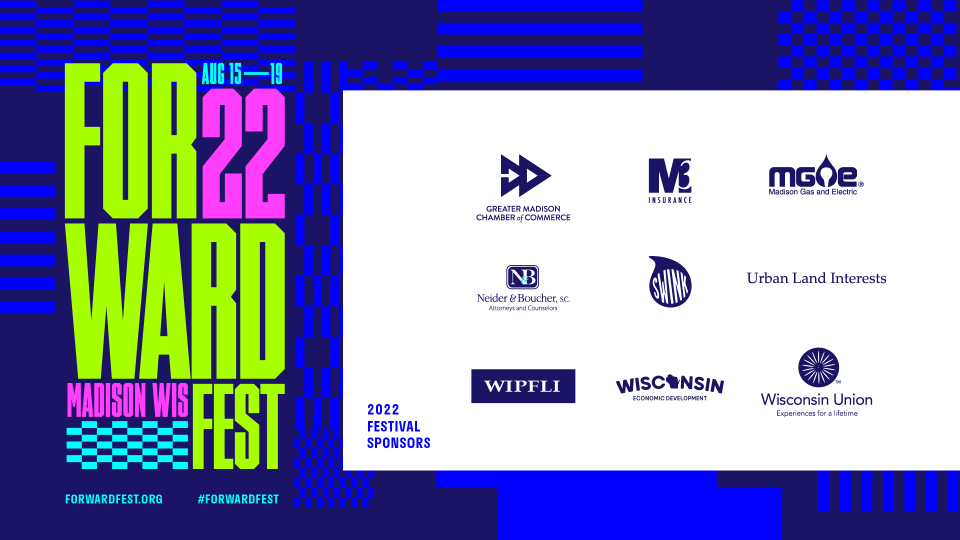 FOR
AUG 15—19
22
WARD
MADISON WIS
FEST
FORWARDFEST.ORG
#FORWARDFEST
GREATER MADISON
CHAMBER of COMMERCE
M3
INSURANCE
mge®
Madison Gas and Electric
NB
Neider & Boucher, S.C.
Attorneys and Counselors
SWINK
Urban Land Interests
WIPFLI
WISCONSIN
ECONOMIC DEVELOPMENT
TM
Wisconsin Union
Experiences for a lifetime
2022
FESTIVAL
SPONSORS